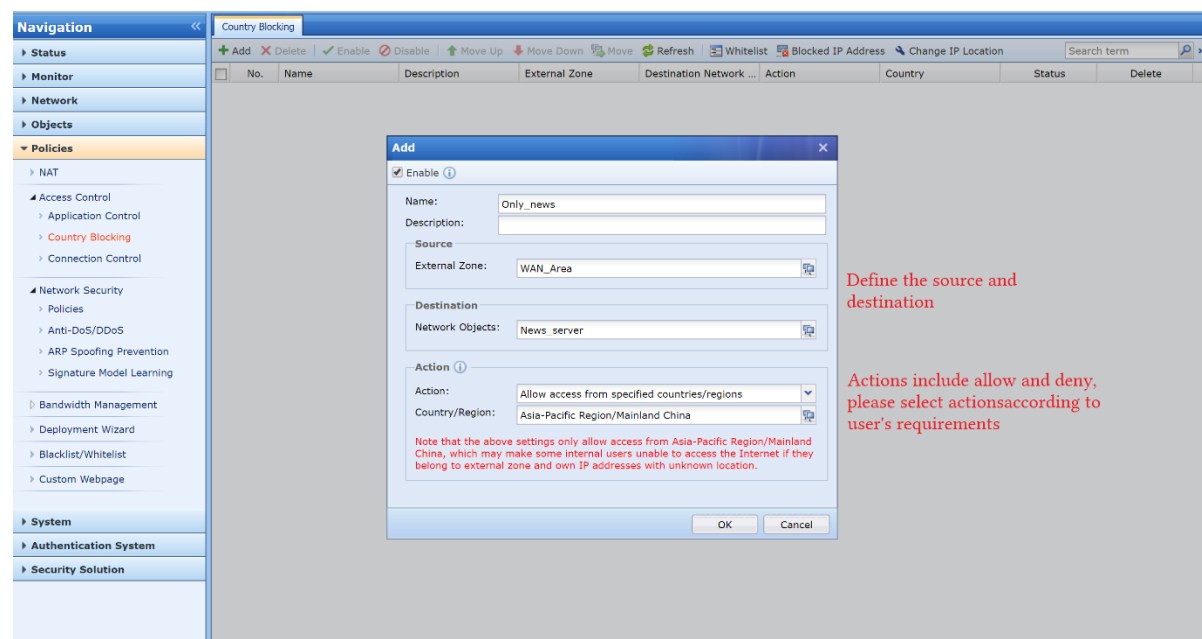 Navigation
Status
Monitor
Network
Objects
Policies
NAT
Access Control
Application Control
Country Blocking
Connection Control
Network Security
Policies
Anti-DoS/DDoS
ARP Spoofing Prevention
Signature Model Learning
Bandwidth Management
Deployment Wizard
Blacklist/Whitelist
Custom Webpage
System
Authentication System
Security Solution
Country Blocking
Add Delete Enable Disable Move Up Move Down Move Refresh Whitelist Blocked IP Address Change IP Location Search term
No. Name Description External Zone Destination Network ... Action Country Status Delete
Add
Enable
Name: Only_news
Description:
Source
External Zone: WAN_Area
Destination
Network Objects: News_server
Action
Action: Allow access from specified countries/regions
Country/Region: Asia-Pacific Region/Mainland China
Note that the above settings only allow access from Asia-Pacific Region/Mainland
China, which may make some internal users unable to access the Internet if they
belong to external zone and own IP addresses with unknown location.
OK Cancel
Define the source and
destination
Actions include allow and deny,
please select actionsaccording to
user's requirements